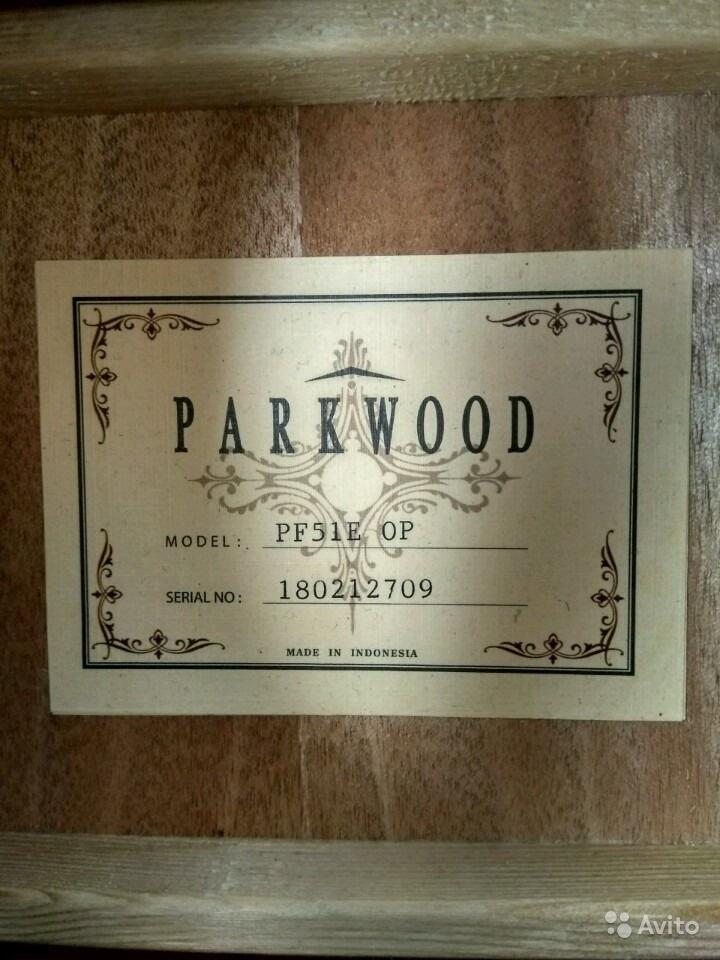 PARKWOOD
MODEL: PF51E OP
SERIAL NO: 180212709
MADE IN INDONESIA
Avito